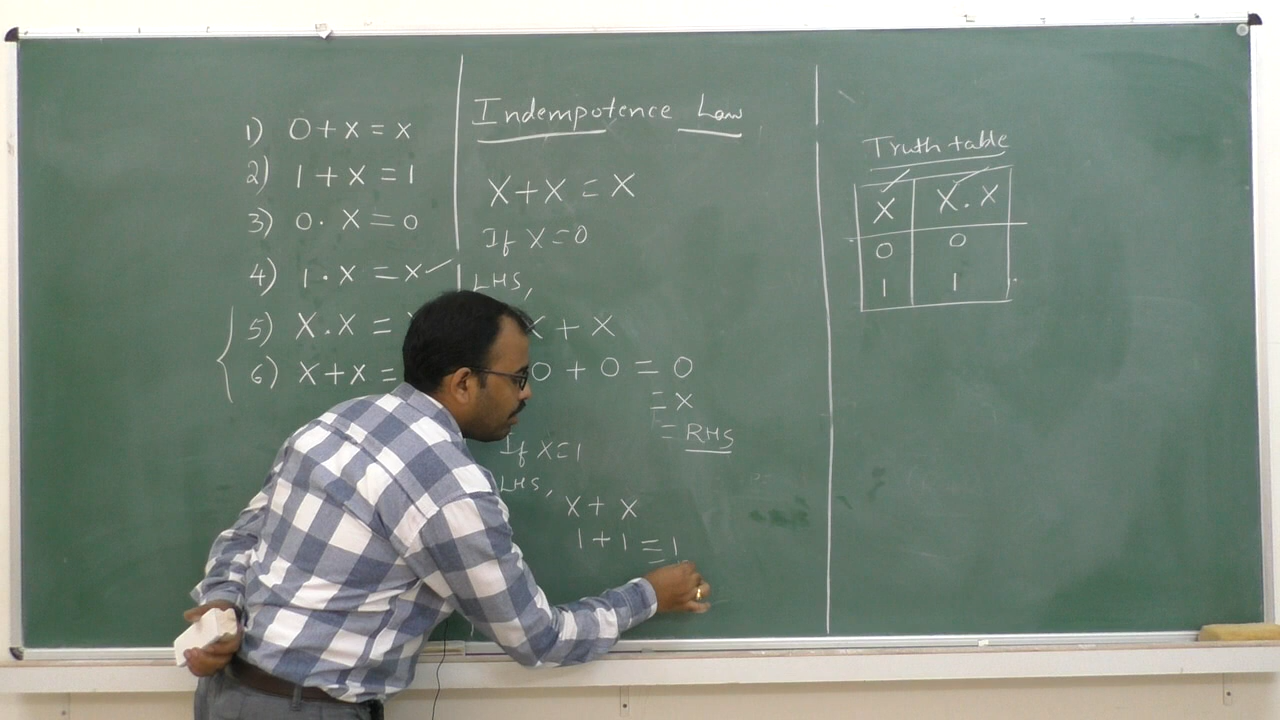 1) 0 + x = x
2) 1 + x = 1
3) 0 · X = 0
4) 1 · x = x ✓
5) X . X =
6) X + X =
Indempotence Law
X + X = X
If X = 0
LHS,
X + X
0 + 0 = 0
= X
= RHS
If X = 1
LHS,
X + X
1 + 1 = 1
=
Truth table
X X . X
0 0
1 1